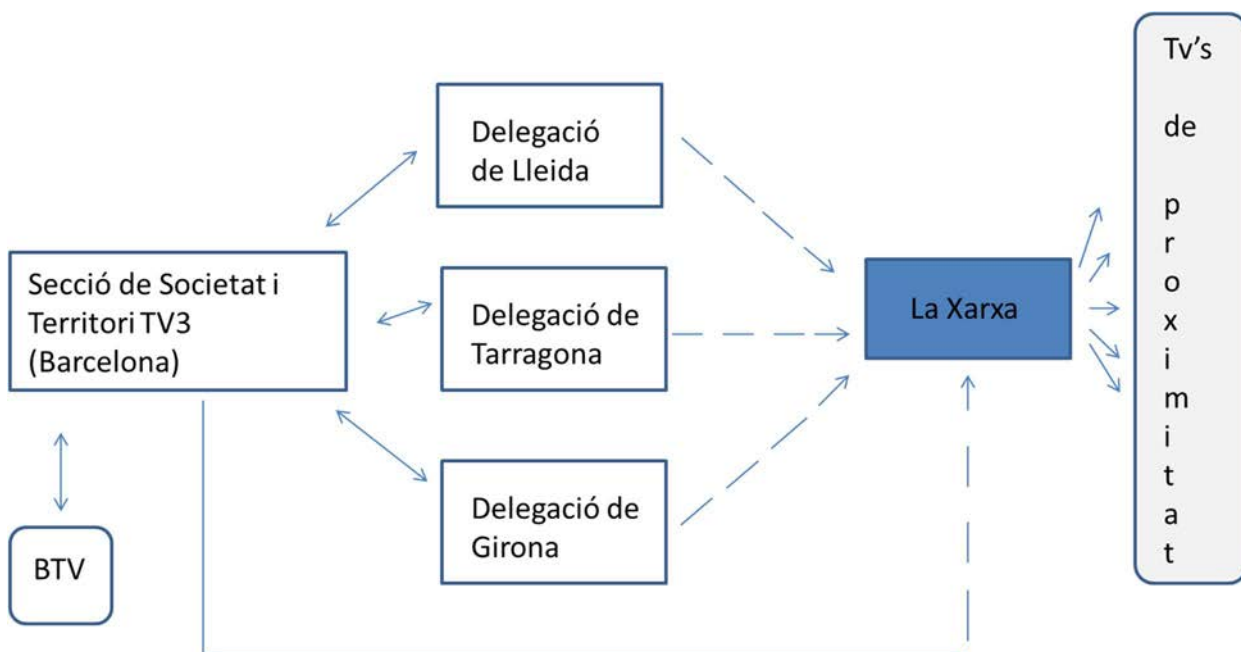 Secció de Societat i
Territori TV3
(Barcelona)
BTV
Delegació
de Lleida
Delegació de
Tarragona
Delegació de
Girona
La Xarxa
Tv's
de
p
r
o
x
i
m
i
t
a
t